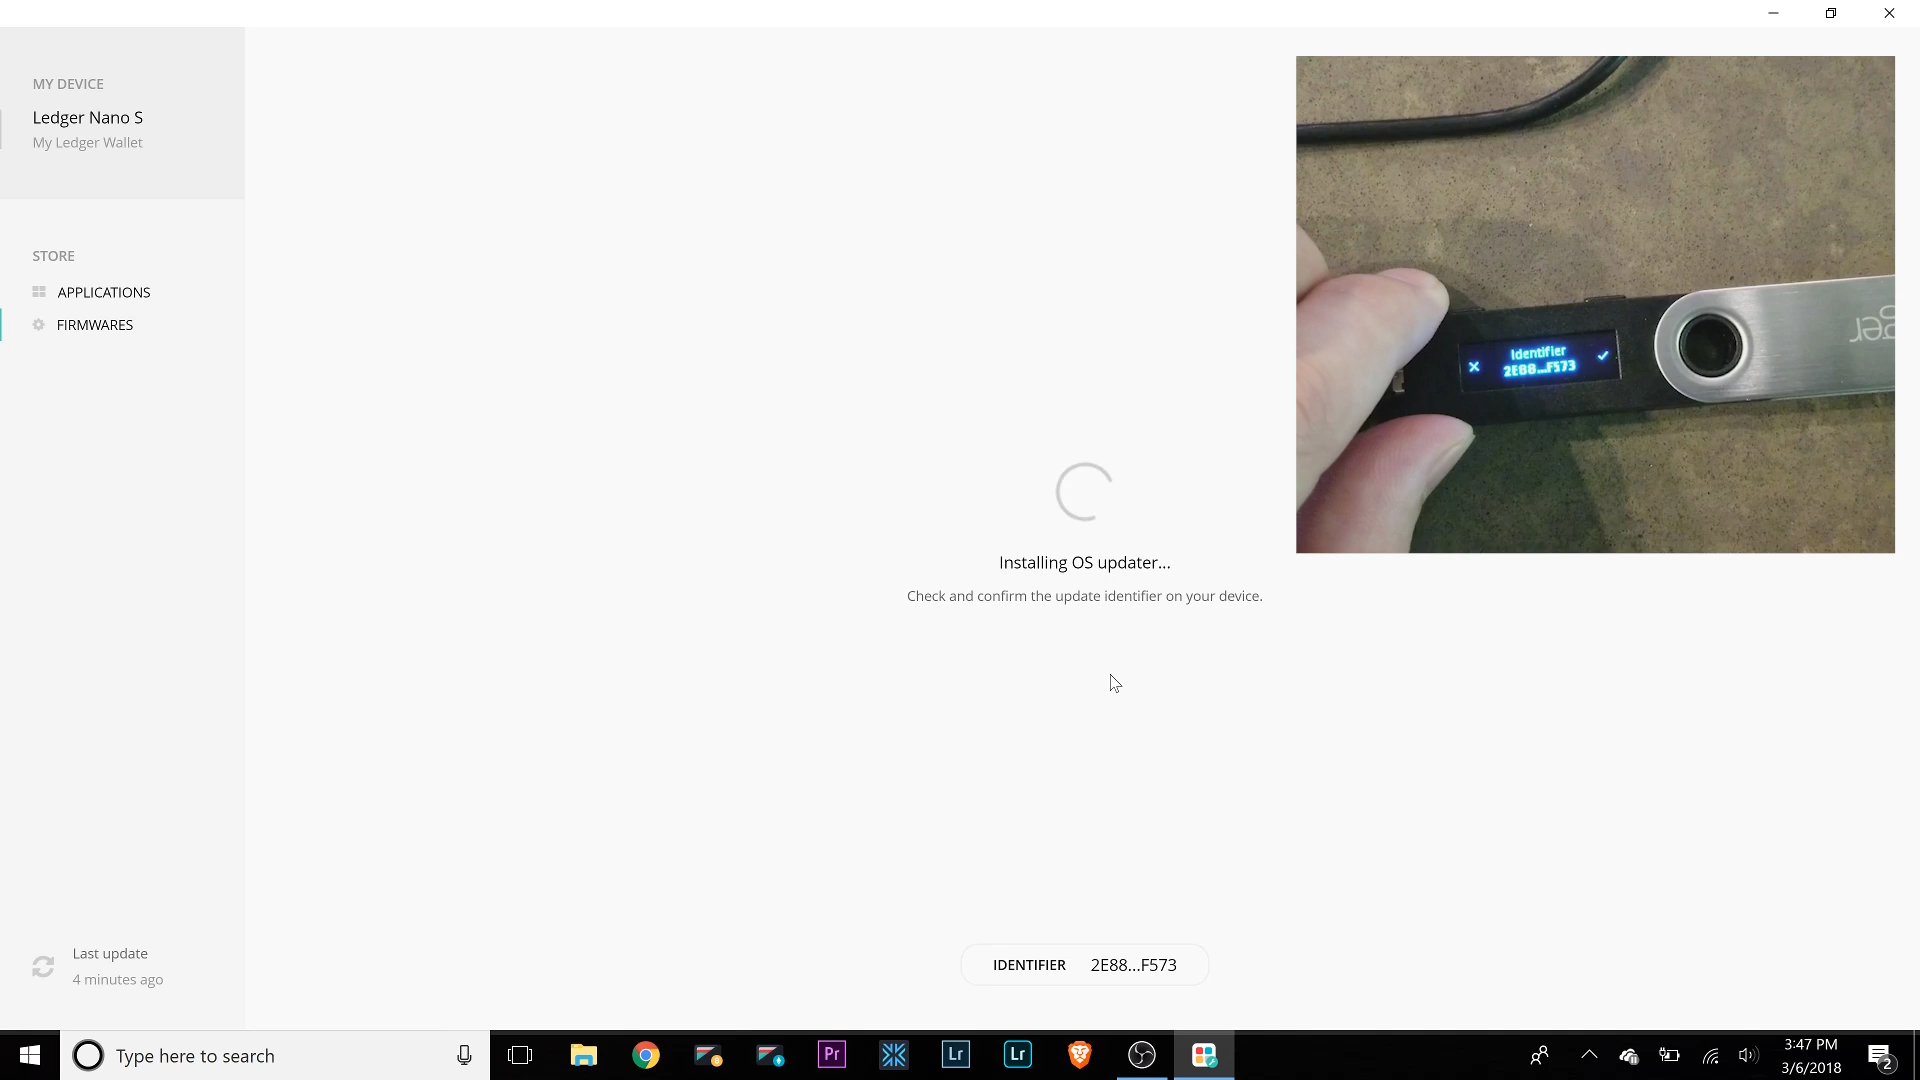 MY DEVICE
Ledger Nano S
My Ledger Wallet
STORE
APPLICATIONS
FIRMWARES
Identifier
2E88...F573
Installing OS updater...
Check and confirm the update identifier on your device.
IDENTIFIER 2E88...F573
Last update
4 minutes ago
Type here to search
Pr
Lr
Lr
3:47 PM
3/6/2018
2